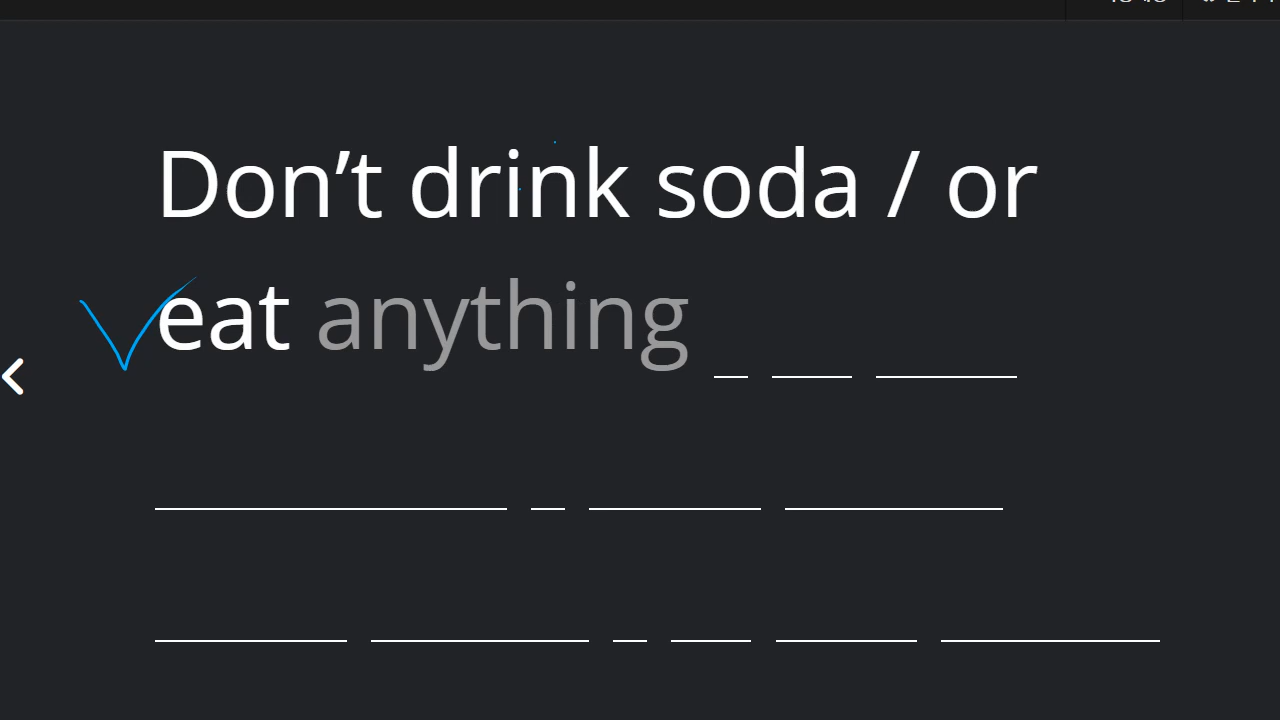 Don’t drink soda / or
eat anything